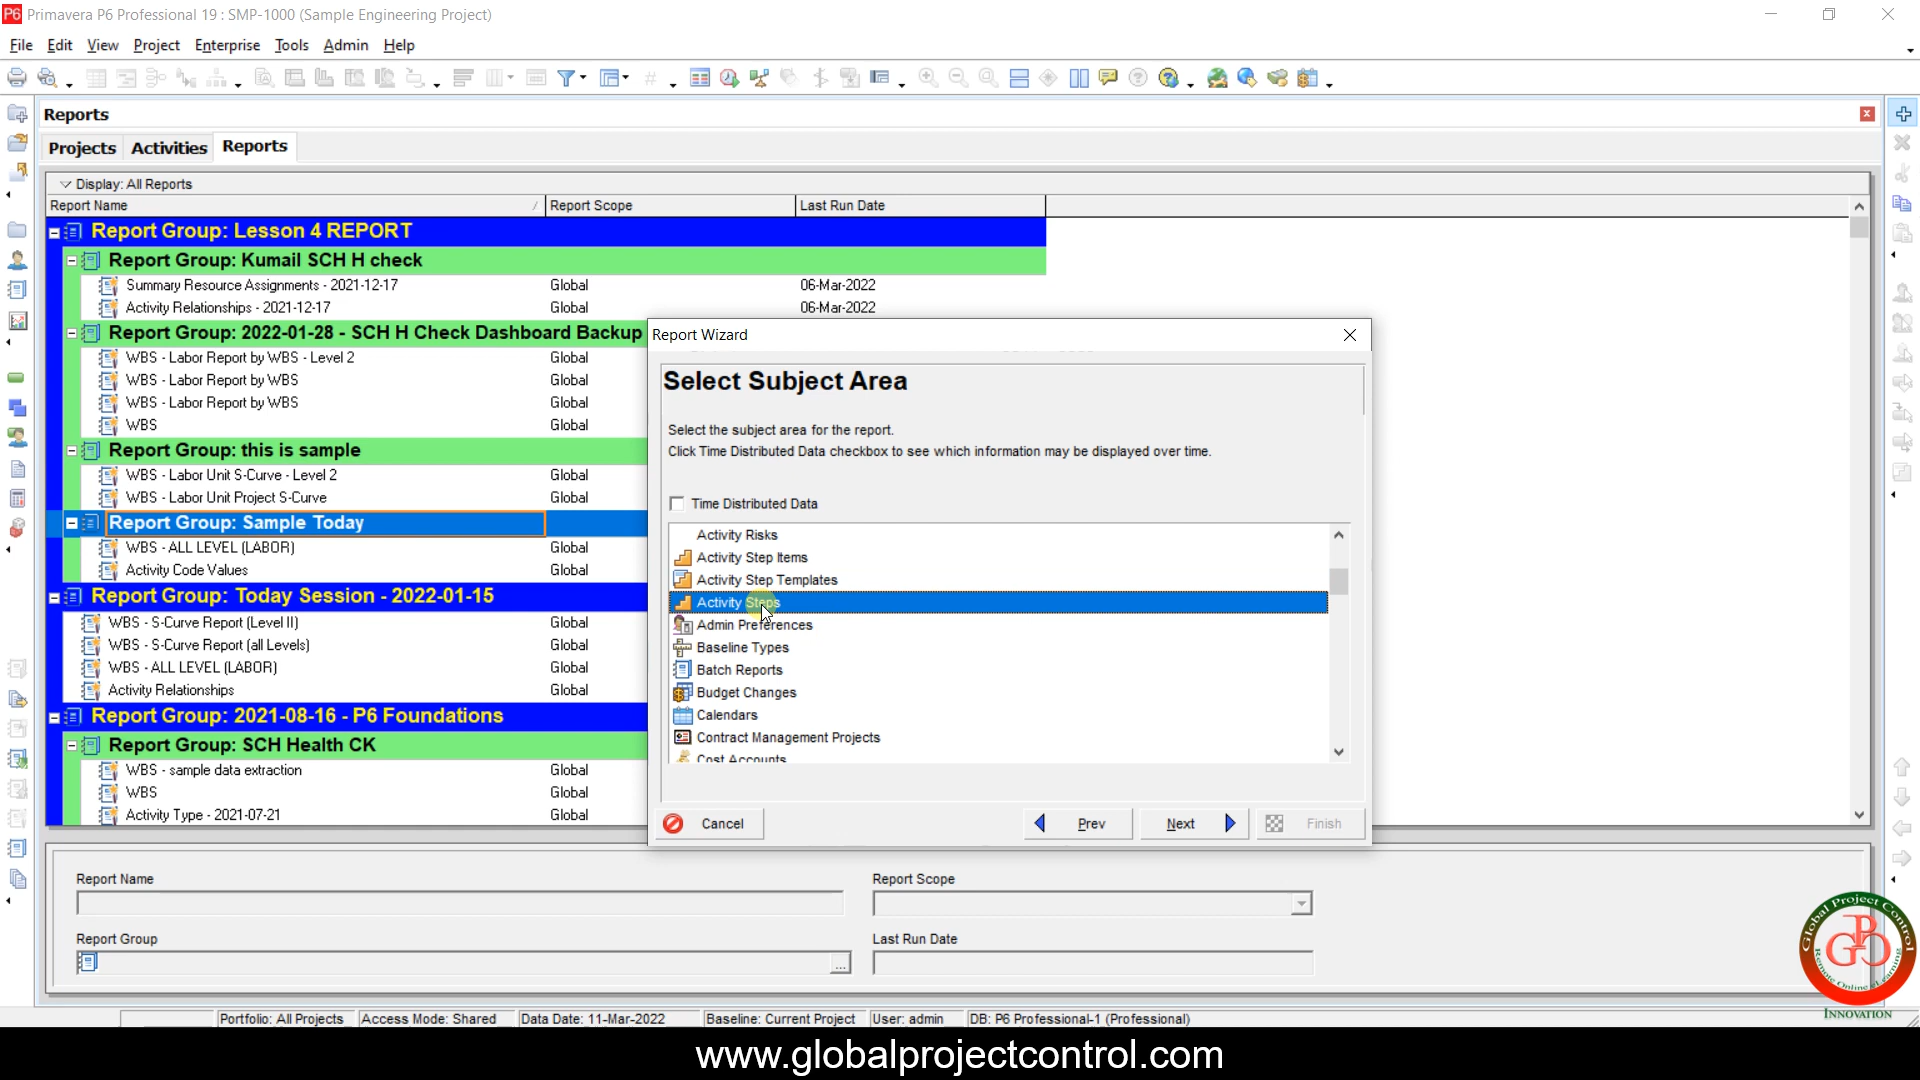 P6 Primavera P6 Professional 19 : SMP-1000 (Sample Engineering Project)
File Edit View Project Enterprise Tools Admin Help
Reports
Projects Activities Reports
Display: All Reports
Report Name Report Scope Last Run Date
Report Group: Lesson 4 REPORT
Report Group: Kumail SCH H check
Summary Resource Assignments - 2021-12-17 Global 06-Mar-2022
Activity Relationships - 2021-12-17 Global 06-Mar-2022
Report Group: 2022-01-28 - SCH H Check Dashboard Backup
WBS - Labor Report by WBS - Level 2 Global
WBS - Labor Report by WBS Global
WBS - Labor Report by WBS Global
WBS Global
Report Group: this is sample
WBS - Labor Unit S-Curve - Level 2 Global
WBS - Labor Unit Project S-Curve Global
Report Group: Sample Today
WBS - ALL LEVEL (LABOR) Global
Activity Code Values Global
Report Group: Today Session - 2022-01-15
WBS - S-Curve Report (Level II) Global
WBS - S-Curve Report (all Levels) Global
WBS - ALL LEVEL (LABOR) Global
Activity Relationships Global
Report Group: 2021-08-16 - P6 Foundations
Report Group: SCH Health CK
WBS - sample data extraction Global
WBS Global
Activity Type - 2021-07-21 Global
Report Wizard
Select Subject Area
Select the subject area for the report.
Click Time Distributed Data checkbox to see which information may be displayed over time.
Time Distributed Data
Activity Risks
Activity Step Items
Activity Step Templates
Activity Steps
Admin Preferences
Baseline Types
Batch Reports
Budget Changes
Calendars
Contract Management Projects
Cost Accounts
Cancel Prev Next Finish
Report Name Report Scope
Report Group Last Run Date
...
Portfolio: All Projects Access Mode: Shared Data Date: 11-Mar-2022 Baseline: Current Project User: admin DB: P6 Professional-1 (Professional)
Global Project Control
GPC
Remote Online eLearning
INNOVATION
www.globalprojectcontrol.com